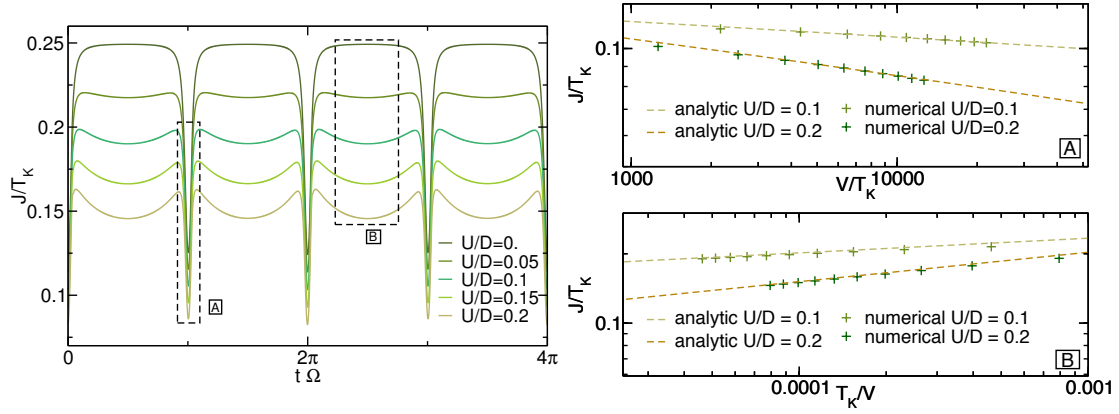 0.25
0.2
0.15
0.1
J/T_K
U/D=0.
U/D=0.05
U/D=0.1
U/D=0.15
U/D=0.2
A
B
0
2π
4π
t Ω
J/T_K
0.1
analytic U/D = 0.1
numerical U/D=0.1
analytic U/D = 0.2
numerical U/D=0.2
A
1000
10000
V/T_K
J/T_K
0.1
analytic U/D = 0.1
numerical U/D = 0.1
analytic U/D = 0.2
numerical U/D = 0.2
B
0.0001
0.001
T_K/V